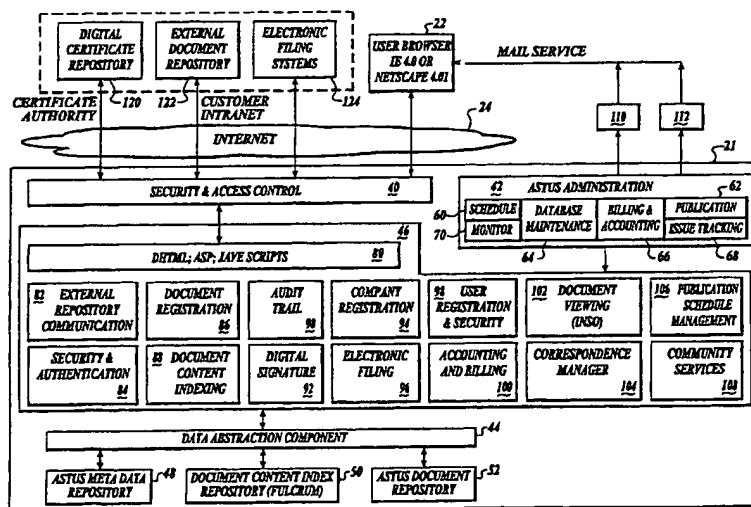 DIGITAL
CERTIFICATE
REPOSITORY
120
EXTERNAL
DOCUMENT
REPOSITORY
122
ELECTRONIC
FILING
SYSTEMS
124
22
USER BROWSER
IE 4.0 OR
NETSCAPE 4.01
MAIL SERVICE
CERTIFICATE
AUTHORITY
CUSTOMER
INTRANET
24
INTERNET
110
112
21
SECURITY & ACCESS CONTROL 40
42
ASTUS ADMINISTRATION
62
60
SCHEDULE
70
MONITOR
DATABASE
MAINTENANCE
64
BILLING &
ACCOUNTING
66
PUBLICATION
ISSUE TRACKING
68
46
DHTML; ASP; JAVE SCRIPTS 80
82 EXTERNAL
REPOSITORY
COMMUNICATION
DOCUMENT
REGISTRATION
86
AUDIT
TRAIL
90
COMPANY
REGISTRATION
94
98 USER
REGISTRATION
& SECURITY
102 DOCUMENT
VIEWING
(INSO)
106 PUBLICATION
SCHEDULE
MANAGEMENT
SECURITY &
AUTHENTICATION
84
88 DOCUMENT
CONTENT
INDEXING
DIGITAL
SIGNATURE
92
ELECTRONIC
FILING
96
ACCOUNTING
AND BILLING
100
CORRESPONDENCE
MANAGER
104
COMMUNITY
SERVICES
108
DATA ABSTRACTION COMPONENT
44
ASTUS META DATA
REPOSITORY
48
DOCUMENT CONTENT INDEX
REPOSITORY (FULCRUM)
50
ASTUS DOCUMENT
REPOSITORY
52